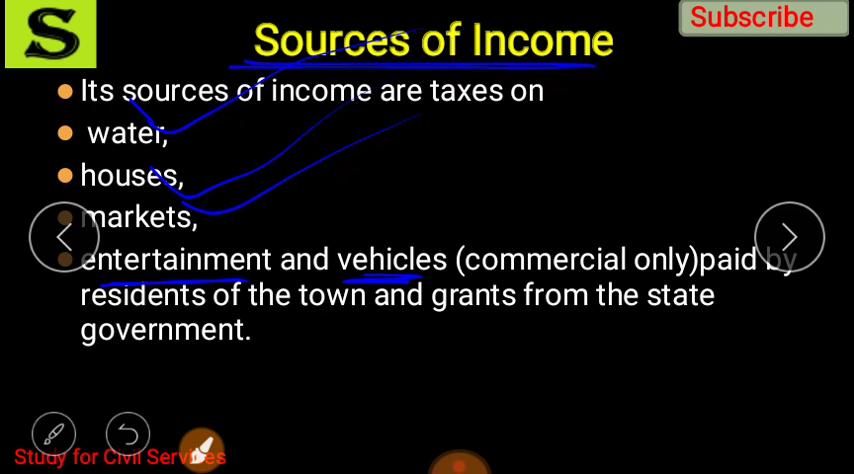 S
Sources of Income
Subscribe
Its sources of income are taxes on
water,
houses,
markets,
entertainment and vehicles (commercial only)paid by
residents of the town and grants from the state
government.
Study for Civil Services